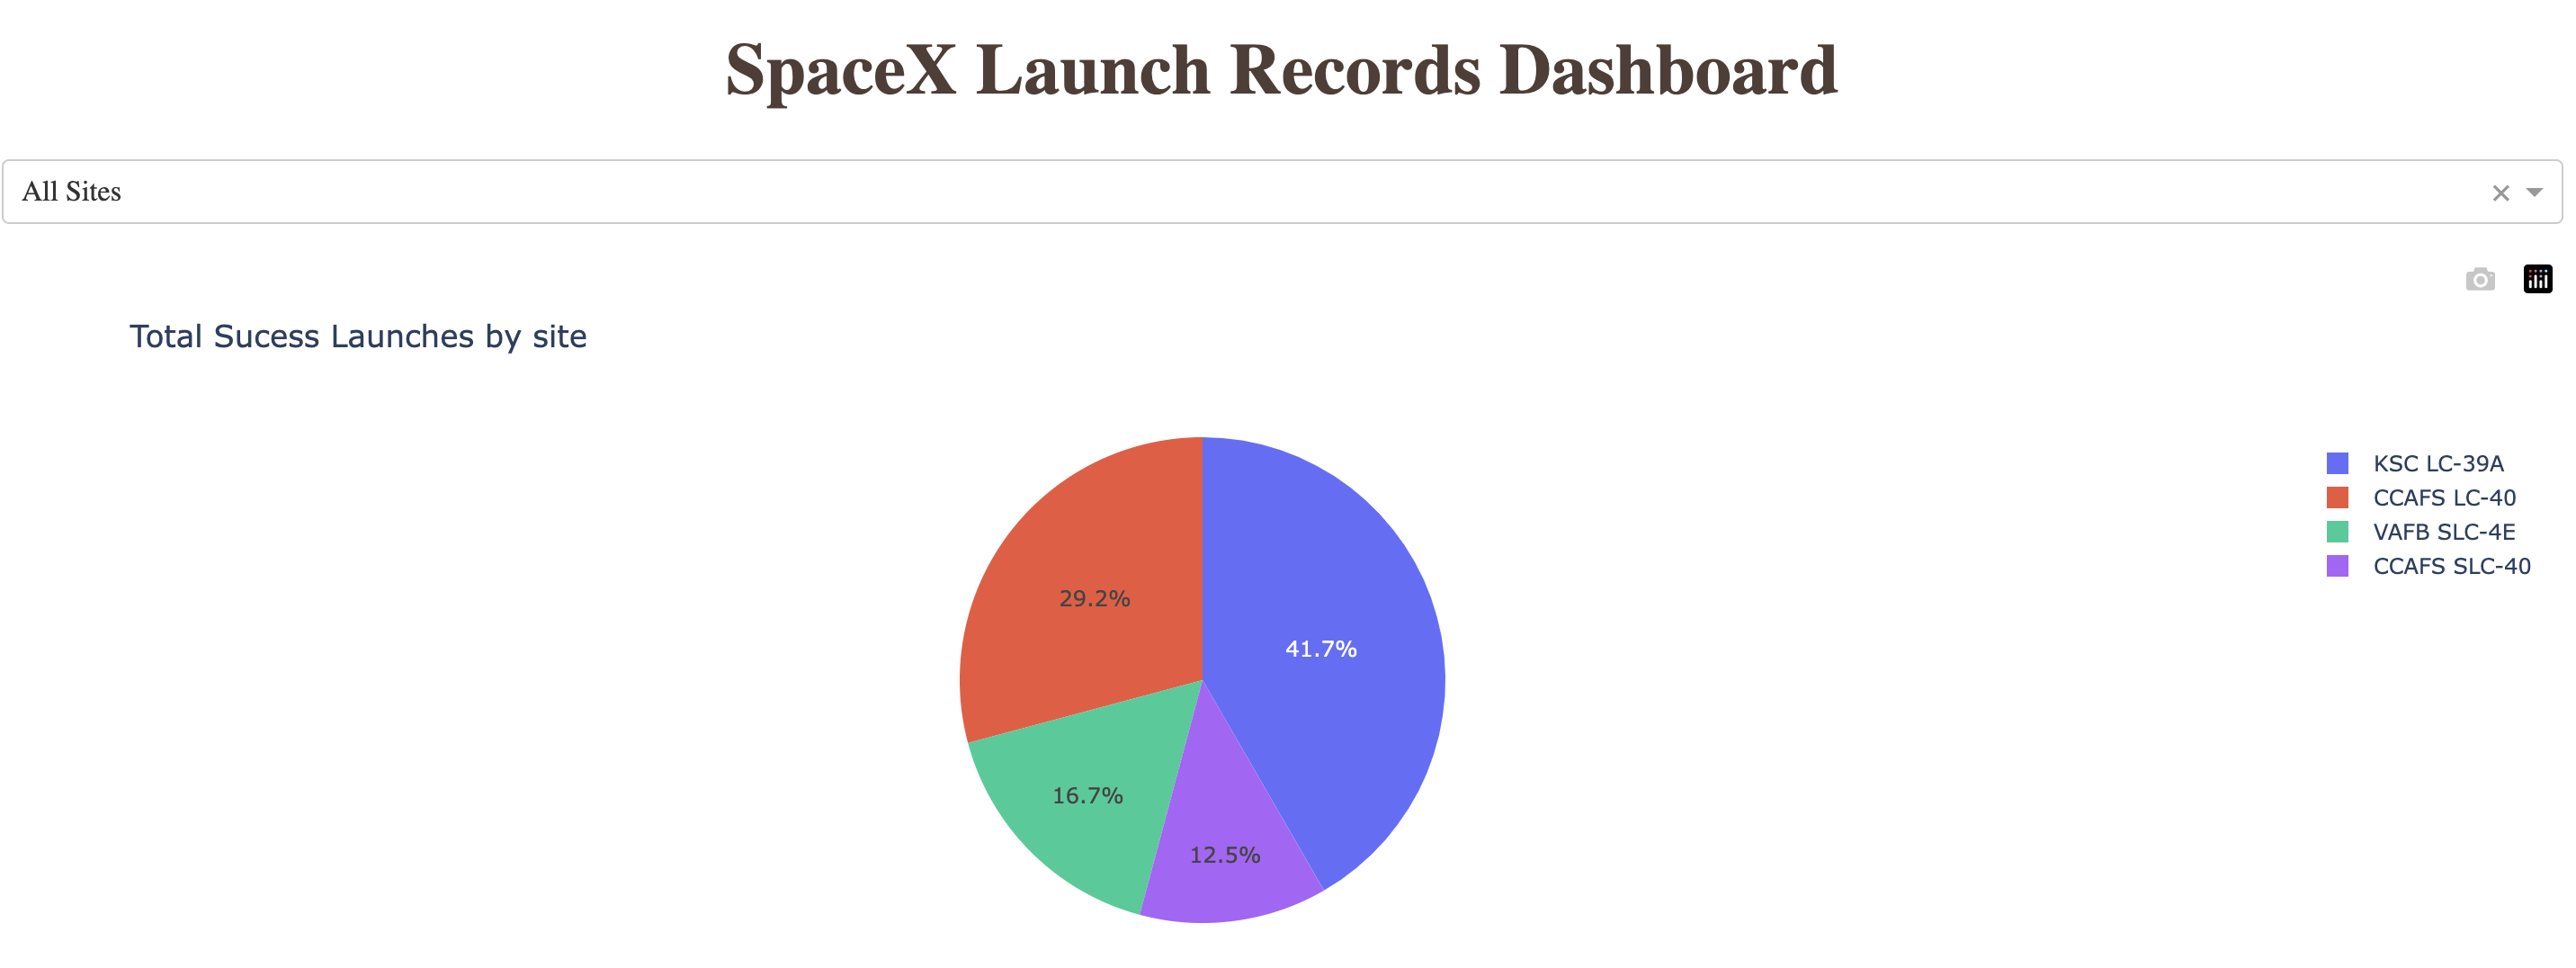 SpaceX Launch Records Dashboard
All Sites
Total Sucess Launches by site
KSC LC-39A
CCAFS LC-40
VAFB SLC-4E
CCAFS SLC-40
29.2%
41.7%
16.7%
12.5%